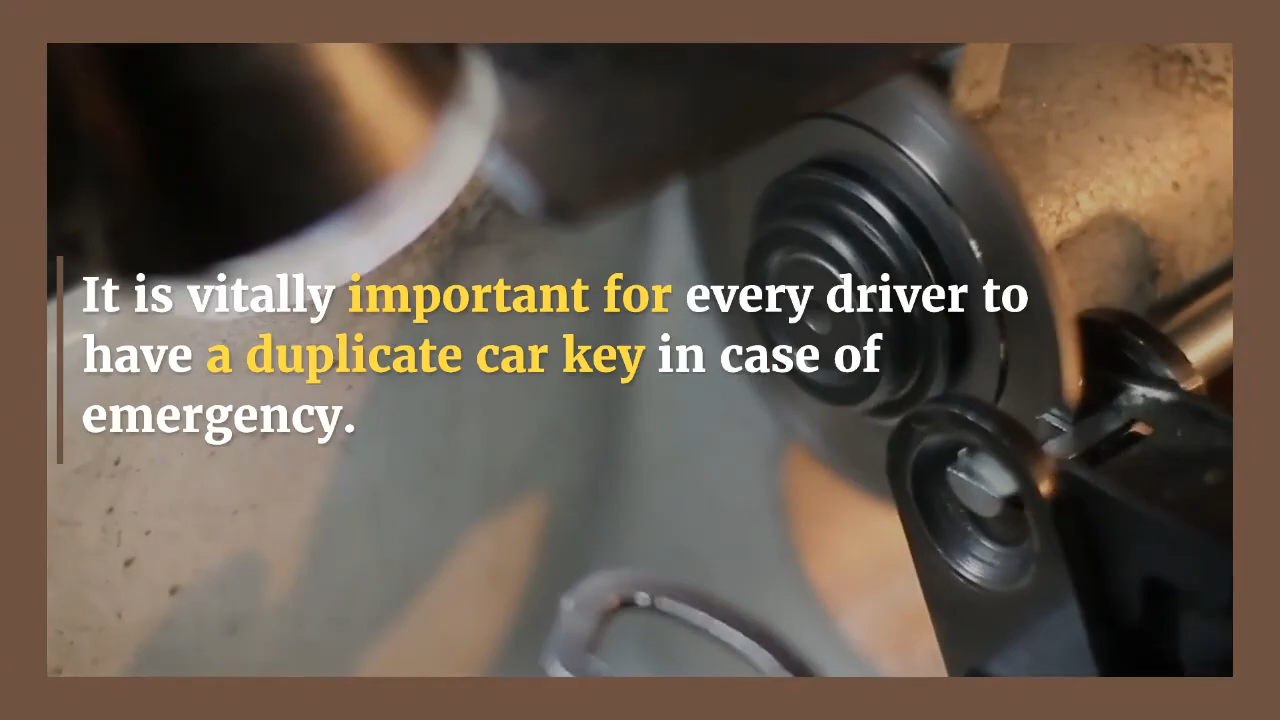 It is vitally important for every driver to
have a duplicate car key in case of
emergency.